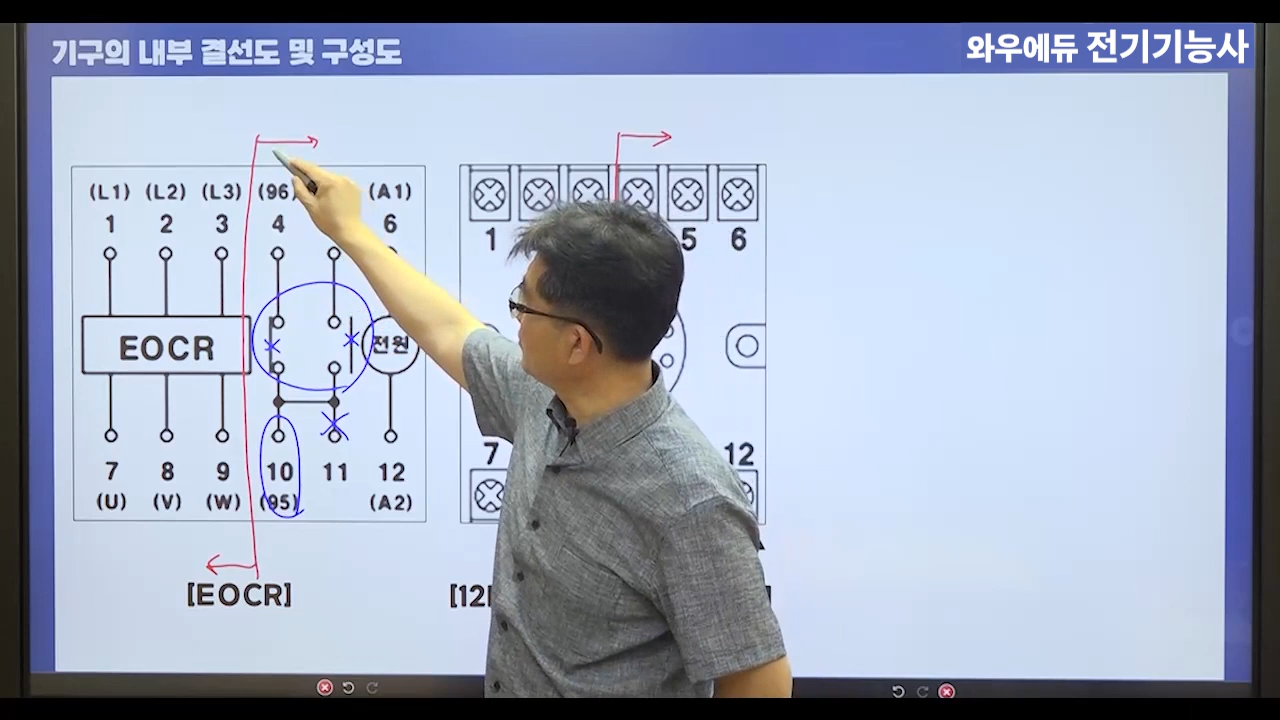 기구의 내부 결선도 및 구성도
와우에듀 전기기능사
(L1) (L2) (L3) (96) (A1)
1 2 3 4 6
EOCR
전원
7 8 9 10 11 12
(U) (V) (W) (95) (A2)
[EOCR]
1 5 6
7 12
[12